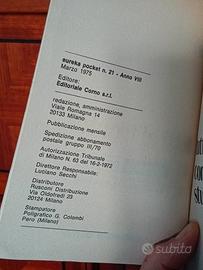 eureka pocket n. 21 - Anno VIII
Marzo 1975
Editore:
Editoriale Corno s.r.l.
redazione, amministrazione
Viale Romagna 14
20133 Milano
Pubblicazione mensile
Spedizione abbonamento
postale gruppo III/70
Autorizzazione Tribunale
di Milano N. 63 del 16-2-1972
Direttore Responsabile:
Luciano Secchi
Distributore
Rusconi Distribuzione
Via Oldofredi 23
20124 Milano
Stampatore
Poligrafico G. Colombi
Pero (Milano)
subito